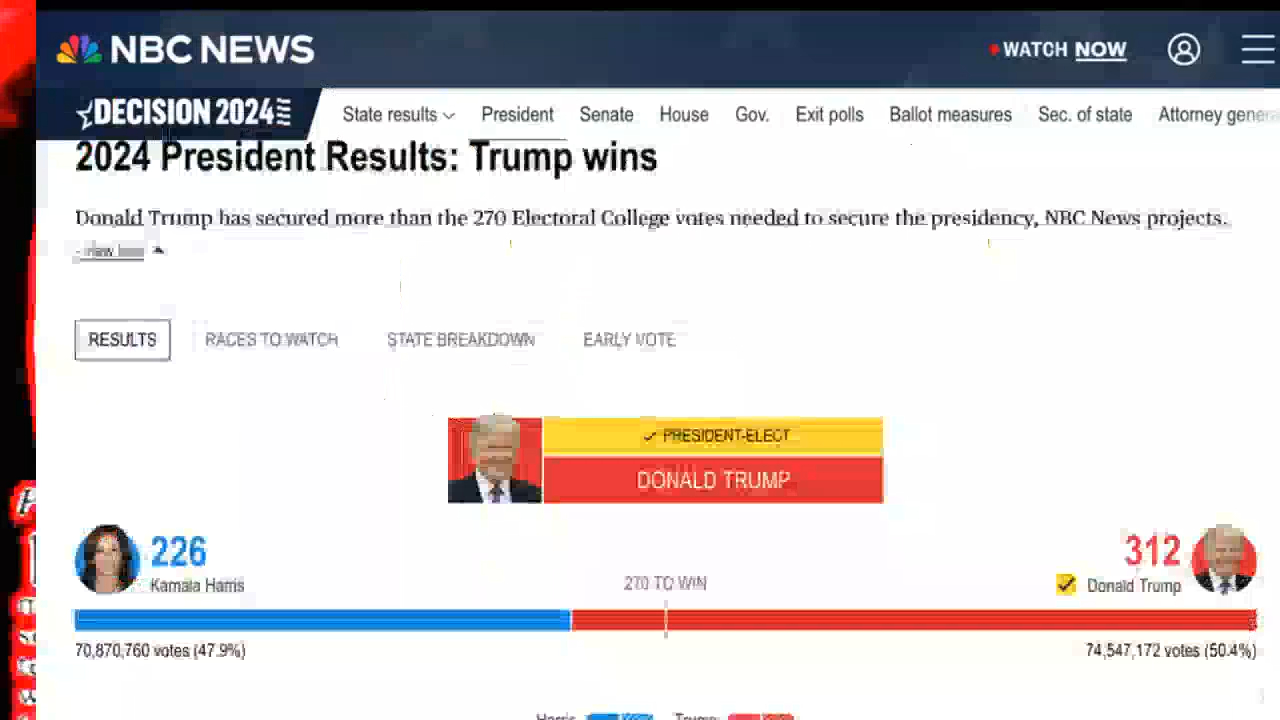 NBC NEWS
WATCH NOW
DECISION 2024
State results President Senate House Gov. Exit polls Ballot measures Sec. of state Attorney genera
2024 President Results: Trump wins
Donald Trump has secured more than the 270 Electoral College votes needed to secure the presidency, NBC News projects.
RESULTS RACES TO WATCH STATE BREAKDOWN EARLY VOTE
PRESIDENT-ELECT
DONALD TRUMP
226 312
Kamala Harris 270 TO WIN Donald Trump
70,870,760 votes (47.9%) 74,547,172 votes (50.4%)
Harris Trump